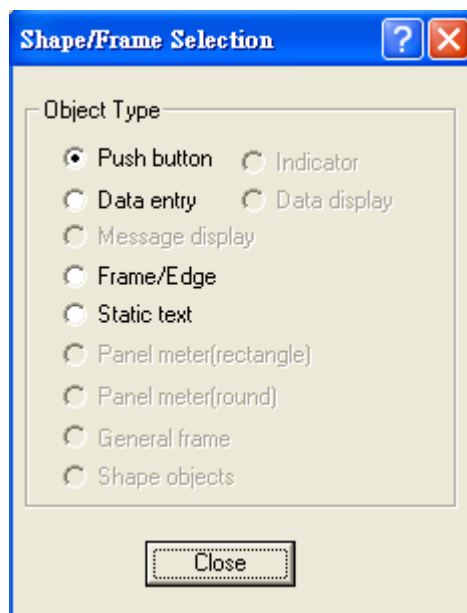 Shape/Frame Selection
?
Object Type
Push button Indicator
Data entry Data display
Message display
Frame/Edge
Static text
Panel meter(rectangle)
Panel meter(round)
General frame
Shape objects
Close